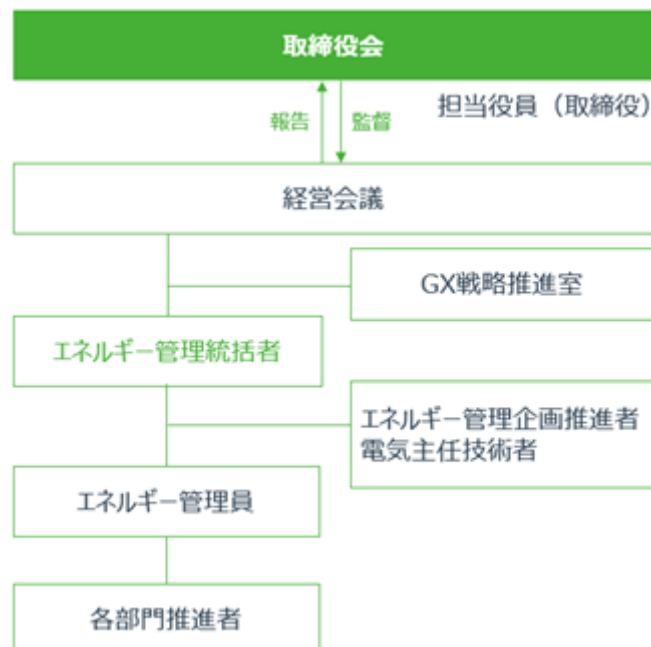 取締役会
報告
監督
担当役員（取締役）
経営会議
GX戦略推進室
エネルギー管理統括者
エネルギー管理企画推進者
電気主任技術者
エネルギー管理員
各部門推進者